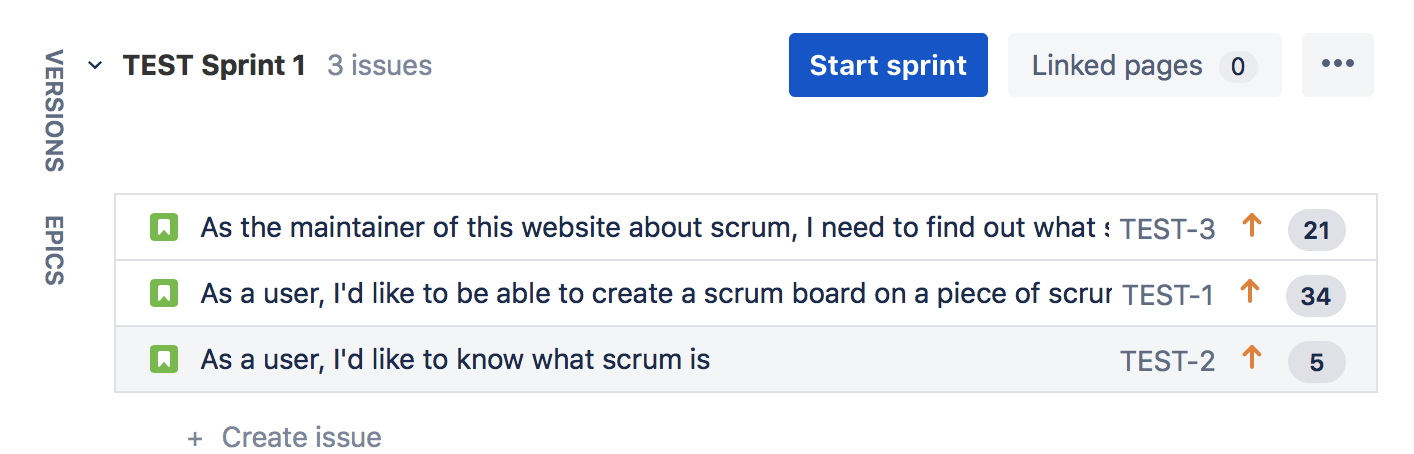 VERSIONS
EPICS
TEST Sprint 1 3 issues Start sprint Linked pages 0
As the maintainer of this website about scrum, I need to find out what TEST-3 21
As a user, I'd like to be able to create a scrum board on a piece of TEST-1 34
As a user, I'd like to know what scrum is TEST-2 5
+ Create issue